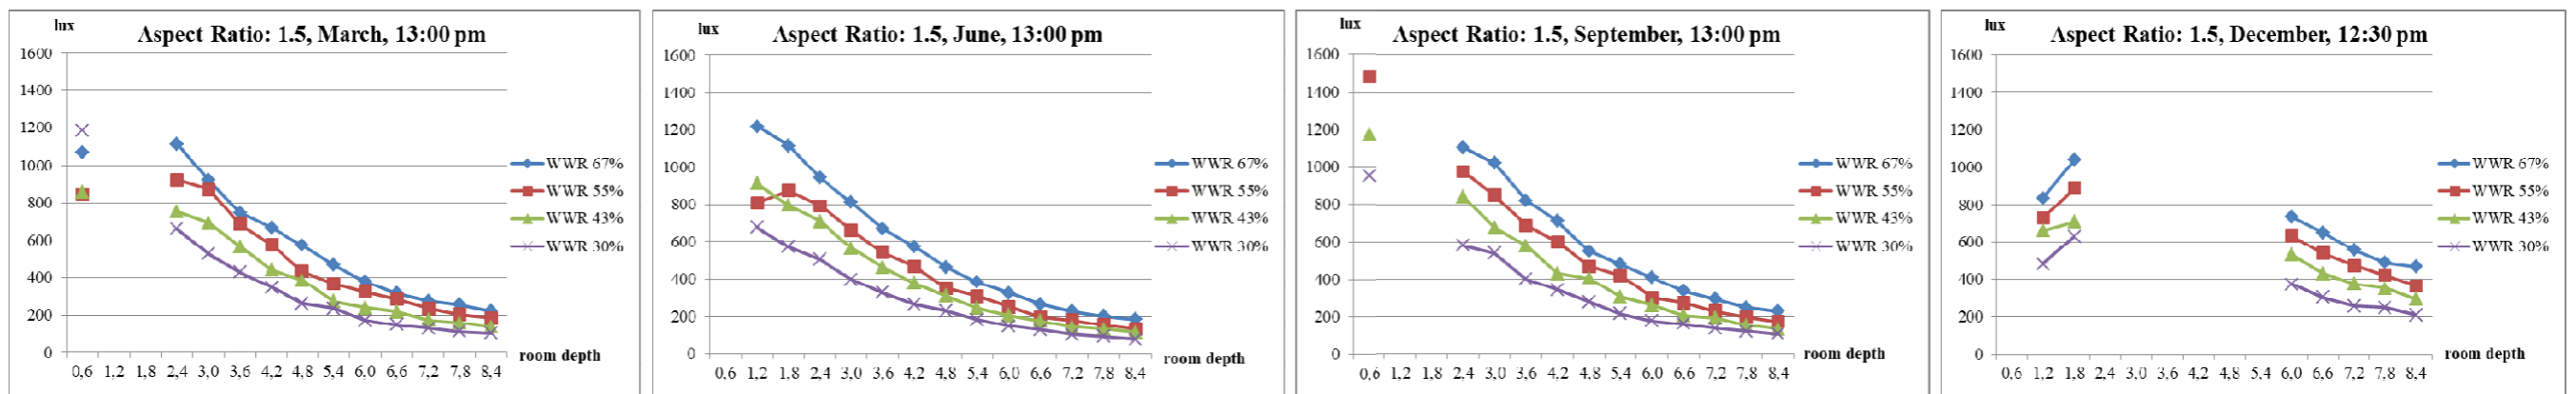 lux
Aspect Ratio: 1.5, March, 13:00 pm
1600
1400
1200
1000
800
600
400
200
0
0,6 1,2 1,8 2,4 3,0 3,6 4,2 4,8 5,4 6,0 6,6 7,2 7,8 8,4
room depth
WWR 67%
WWR 55%
WWR 43%
WWR 30%
lux
Aspect Ratio: 1.5, June, 13:00 pm
1600
1400
1200
1000
800
600
400
200
0
0,6 1,2 1,8 2,4 3,0 3,6 4,2 4,8 5,4 6,0 6,6 7,2 7,8 8,4
room depth
WWR 67%
WWR 55%
WWR 43%
WWR 30%
lux
Aspect Ratio: 1.5, September, 13:00 pm
1600
1400
1200
1000
800
600
400
200
0
0,6 1,2 1,8 2,4 3,0 3,6 4,2 4,8 5,4 6,0 6,6 7,2 7,8 8,4
room depth
WWR 67%
WWR 55%
WWR 43%
WWR 30%
lux
Aspect Ratio: 1.5, December, 12:30 pm
1600
1400
1200
1000
800
600
400
200
0
0,6 1,2 1,8 2,4 3,0 3,6 4,2 4,8 5,4 6,0 6,6 7,2 7,8 8,4
room depth
WWR 67%
WWR 55%
WWR 43%
WWR 30%